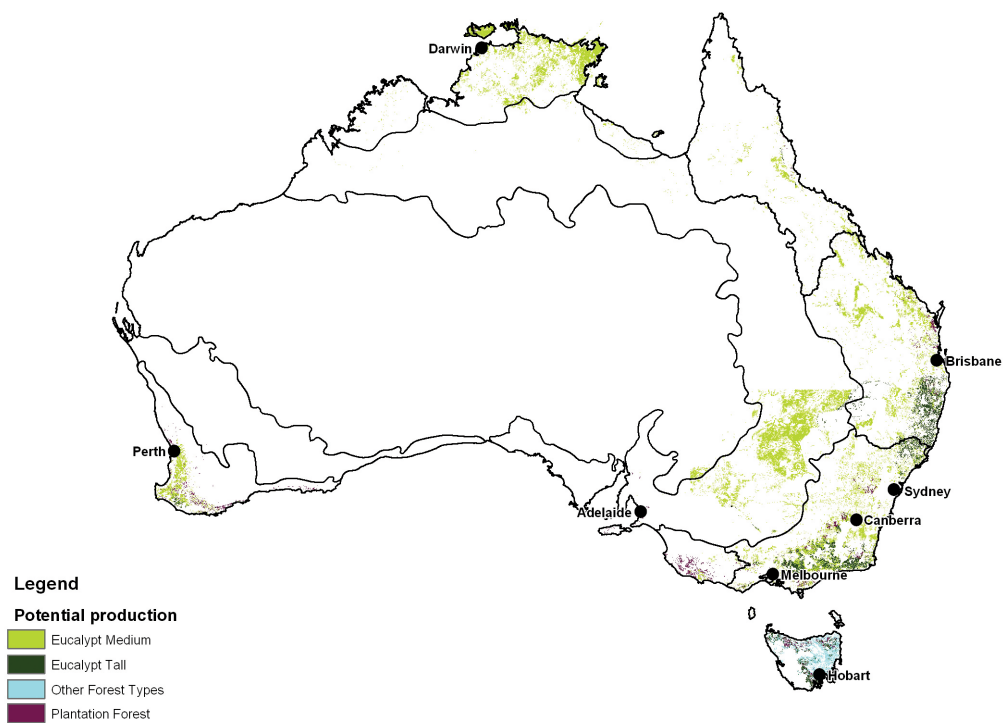 Darwin
Brisbane
Perth
Sydney
Adelaide
Canberra
Melbourne
Legend
Potential production
Eucalypt Medium
Eucalypt Tall
Hobart
Other Forest Types
Plantation Forest